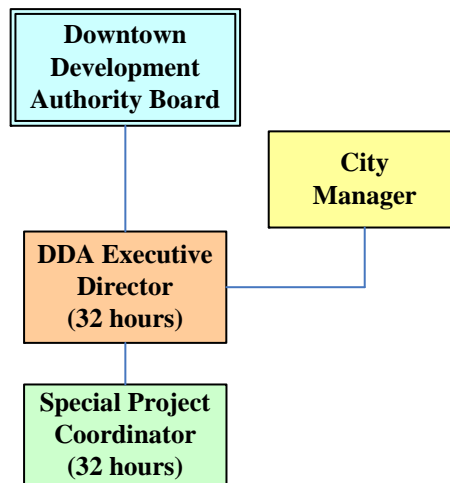 Downtown
Development
Authority Board
City
Manager
DDA Executive
Director
(32 hours)
Special Project
Coordinator
(32 hours)